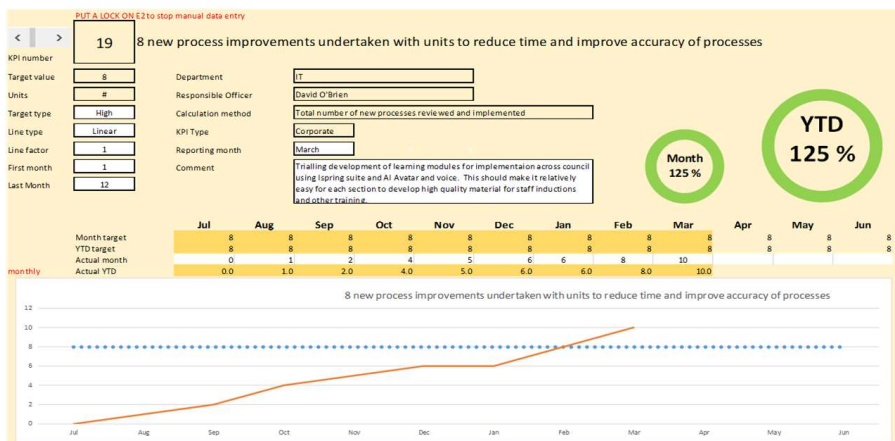 PUT A LOCK ON E2 to stop manual data entry
19 8 new process improvements undertaken with units to reduce time and improve accuracy of processes
KPI number
Target value 8 Department IT
Units # Responsible Officer David O'Brien
Target type High Calculation method Total number of new processes reviewed and implemented
Line type Linear KPI Type Corporate
Line factor 1 Reporting month March
First month 1 Comment Trialling development of learning modules for implementaion across council
using Ispring suite and AI Avatar and voice. This should make it relatively
Last Month 12 easy for each section to develop high quality material for staff inductions
and other training.
Month
125 %
YTD
125 %
Jul Aug Sep Oct Nov Dec Jan Feb Mar Apr May Jun
Month target 8 8 8 8 8 8 8 8 8 8 8 8
YTD target 8 8 8 8 8 8 8 8 8 8 8 8
Actual month 0 1 2 4 5 6 6 8 10
monthly Actual YTD 0.0 1.0 2.0 4.0 5.0 6.0 6.0 8.0 10.0
8 new process improvements undertaken with units to reduce time and improve accuracy of processes
12
10
8
6
4
2
0
Jul Aug Sep Oct Nov Dec Jan Feb Mar Apr May Jun